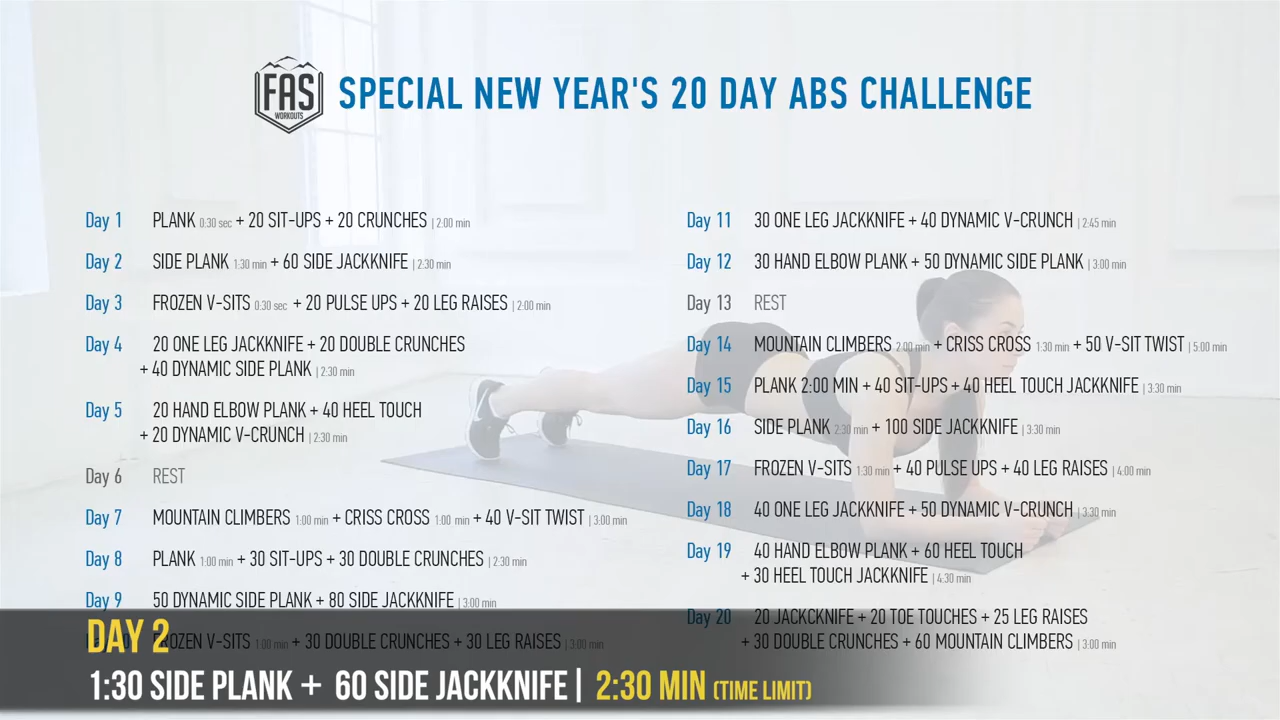 FAS
WORKOUTS
SPECIAL NEW YEAR'S 20 DAY ABS CHALLENGE
Day 1 PLANK 0:30 sec + 20 SIT-UPS + 20 CRUNCHES | 2:00 min
Day 2 SIDE PLANK 1:30 min + 60 SIDE JACKKNIFE | 2:30 min
Day 3 FROZEN V-SITS 0:30 sec + 20 PULSE UPS + 20 LEG RAISES | 2:00 min
Day 4 20 ONE LEG JACKKNIFE + 20 DOUBLE CRUNCHES
+ 40 DYNAMIC SIDE PLANK | 2:30 min
Day 5 20 HAND ELBOW PLANK + 40 HEEL TOUCH
+ 20 DYNAMIC V-CRUNCH | 2:30 min
Day 6 REST
Day 7 MOUNTAIN CLIMBERS 1:00 min + CRISS CROSS 1:00 min + 40 V-SIT TWIST | 3:00 min
Day 8 PLANK 1:00 min + 30 SIT-UPS + 30 DOUBLE CRUNCHES | 2:30 min
Day 9 50 DYNAMIC SIDE PLANK + 80 SIDE JACKKNIFE | 3:00 min
V-SITS 1:00 min + 30 DOUBLE CRUNCHES + 30 LEG RAISES | 3:00 min
Day 11 30 ONE LEG JACKKNIFE + 40 DYNAMIC V-CRUNCH | 2:45 min
Day 12 30 HAND ELBOW PLANK + 50 DYNAMIC SIDE PLANK | 3:00 min
Day 13 REST
Day 14 MOUNTAIN CLIMBERS 2:00 min + CRISS CROSS 1:30 min + 50 V-SIT TWIST | 5:00 min
Day 15 PLANK 2:00 MIN + 40 SIT-UPS + 40 HEEL TOUCH JACKKNIFE | 3:30 min
Day 16 SIDE PLANK 2:30 min + 100 SIDE JACKKNIFE | 3:30 min
Day 17 FROZEN V-SITS 1:30 min + 40 PULSE UPS + 40 LEG RAISES | 4:00 min
Day 18 40 ONE LEG JACKKNIFE + 50 DYNAMIC V-CRUNCH | 3:30 min
Day 19 40 HAND ELBOW PLANK + 60 HEEL TOUCH
+ 30 HEEL TOUCH JACKKNIFE | 4:30 min
Day 20 20 JACKCKNIFE + 20 TOE TOUCHES + 25 LEG RAISES
+ 30 DOUBLE CRUNCHES + 60 MOUNTAIN CLIMBERS | 3:00 min
DAY 2
1:30 SIDE PLANK + 60 SIDE JACKKNIFE | 2:30 MIN (TIME LIMIT)